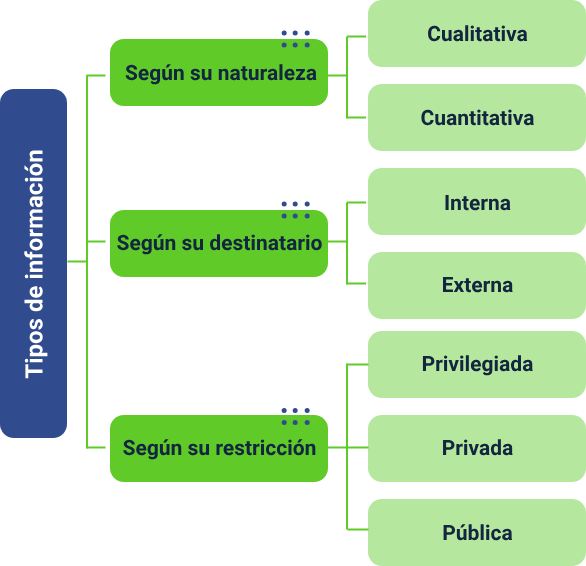 Tipos de información
Según su naturaleza
Cualitativa
Cuantitativa
Según su destinatario
Interna
Externa
Según su restricción
Privilegiada
Privada
Pública